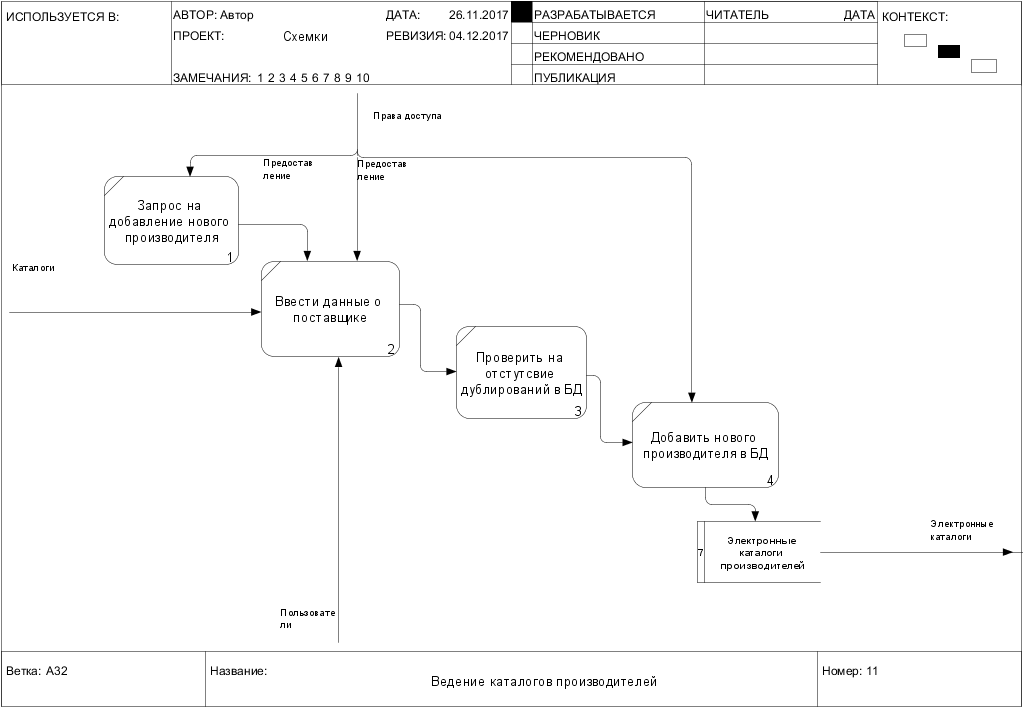 ИСПОЛЬЗУЕТСЯ В:
АВТОР: Автор
ДАТА: 26.11.2017
ПРОЕКТ: Схемки
РЕВИЗИЯ: 04.12.2017
ЗАМЕЧАНИЯ: 1 2 3 4 5 6 7 8 9 10
РАЗРАБАТЫВАЕТСЯ
ЧЕРНОВИК
РЕКОМЕНДОВАНО
ПУБЛИКАЦИЯ
ЧИТАТЕЛЬ
ДАТА
КОНТЕКСТ:
Права доступа
Предостав
ление
Предостав
ление
Запрос на
добавление нового
производителя
1
Каталоги
Ввести данные о
поставщике
2
Проверить на
отстутсвие
дублирований в БД
3
Добавить нового
производителя в БД
4
Электронные
каталоги
7
Электронные
каталоги
производителей
Пользовате
ли
Ветка: A32
Название:
Ведение каталогов производителей
Номер: 11